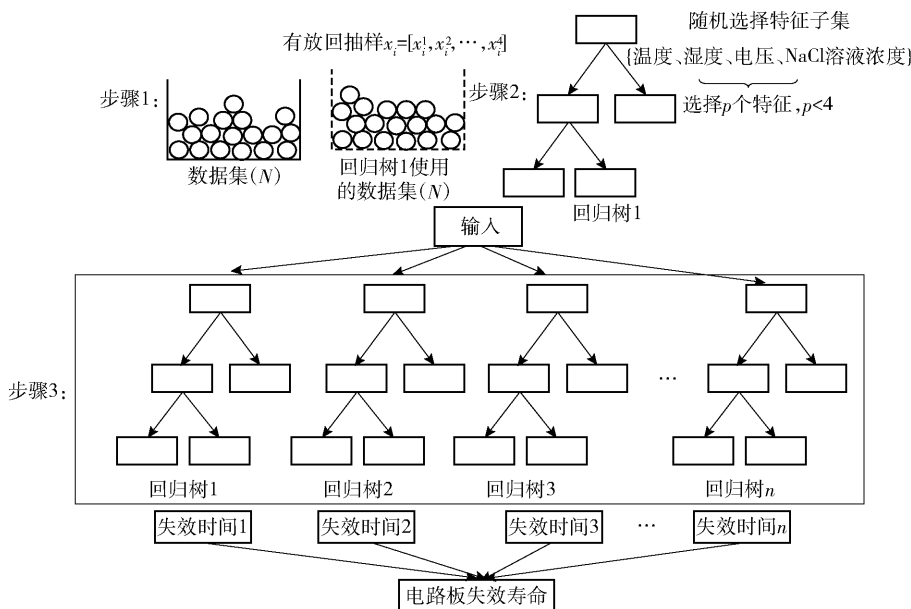 随机选择特征子集
有放回抽样x_i=[x_i^1,x_i^2,…,x_i^4]
{温度、湿度、电压、NaCl溶液浓度}
步骤1:
步骤2:
选择p个特征,p<4
数据集(N)
回归树1使用
的数据集(N)
回归树1
输入
步骤3:
…
回归树1
回归树2
回归树3
回归树n
失效时间1
失效时间2
失效时间3
…
失效时间n
电路板失效寿命